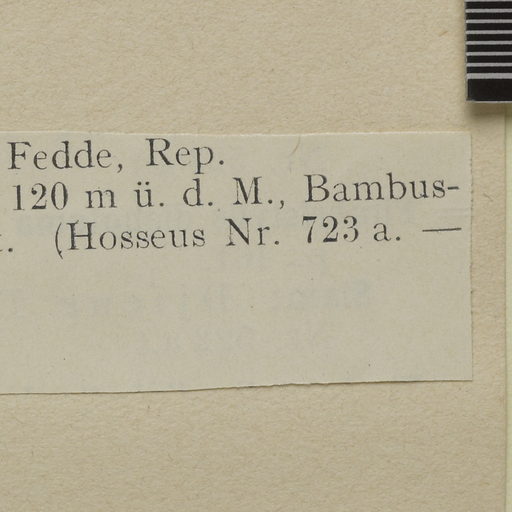 Fedde, Rep.
120 m ü. d. M., Bambus-
. (Hosseus Nr. 723 a. —